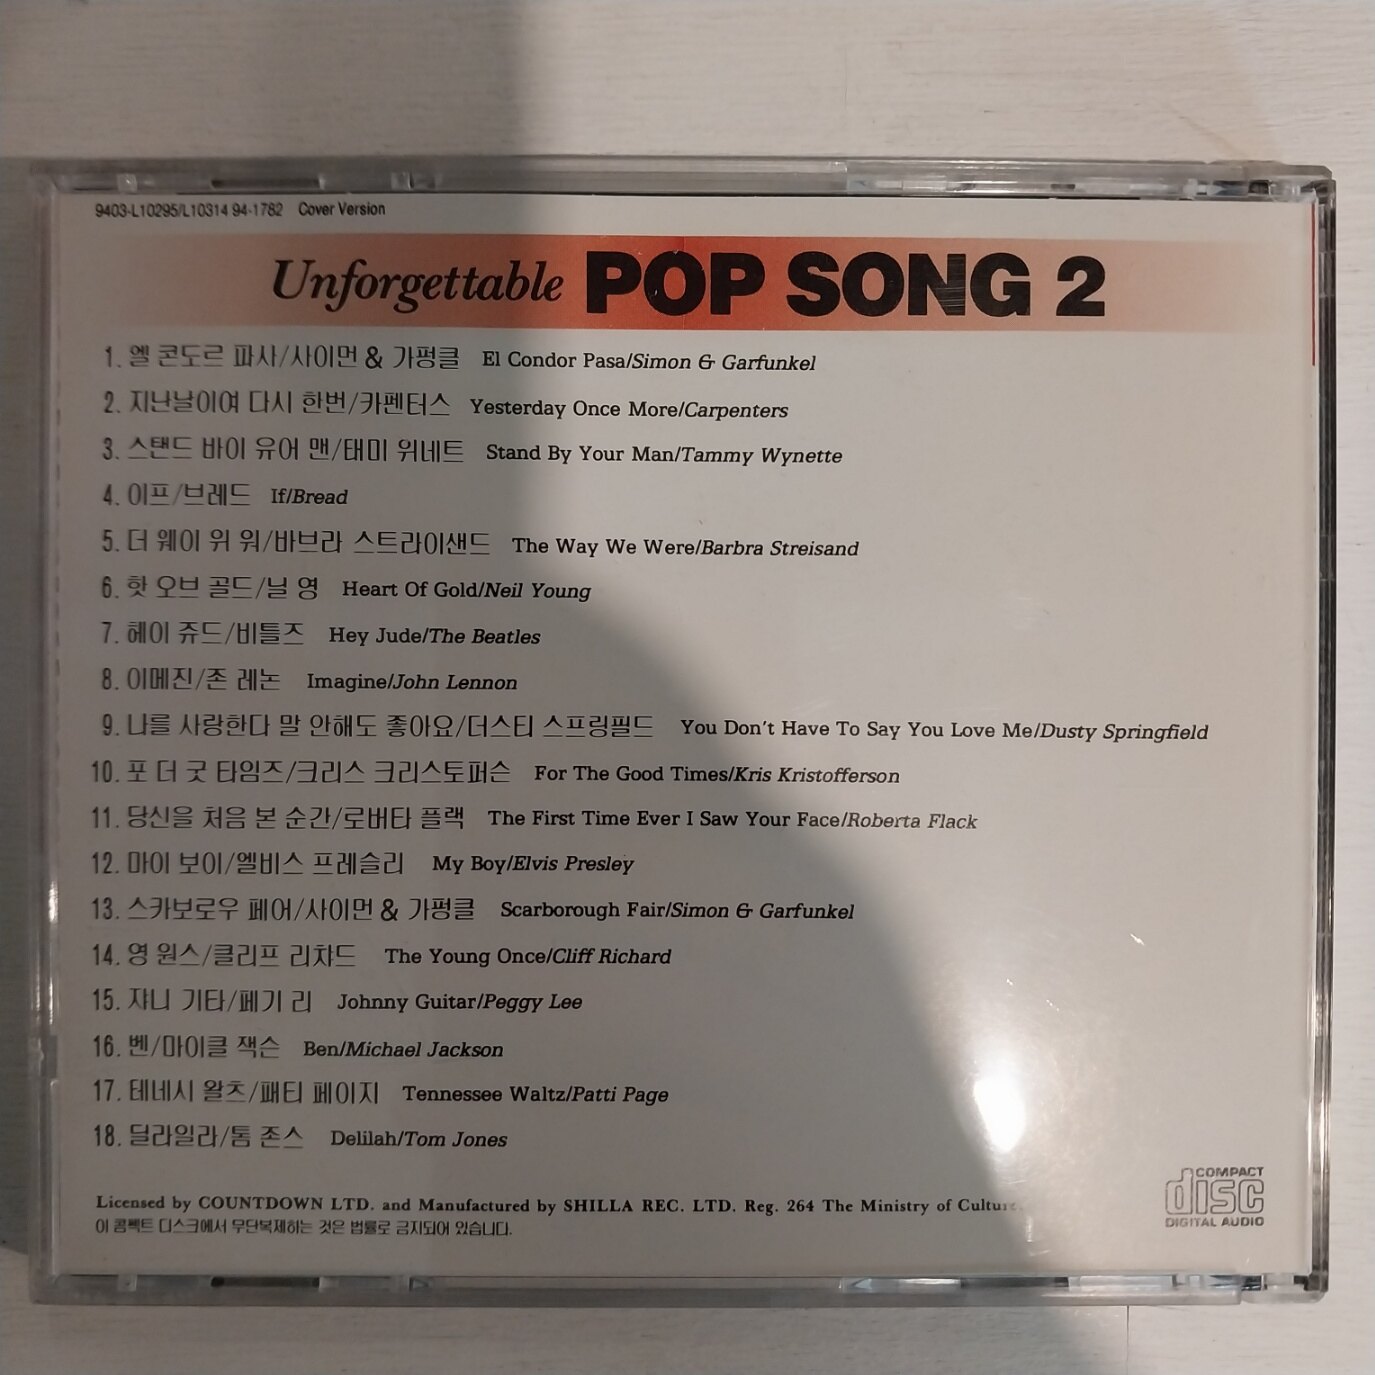 9403-L10295/L10314 94-1782 Cover Version
Unforgettable POP SONG 2
1. 엘 콘도르 파사/사이먼 & 가펑클 El Condor Pasa/Simon & Garfunkel
2. 지난날이여 다시 한번/카펜터스 Yesterday Once More/Carpenters
3. 스탠드 바이 유어 맨/태미 위네트 Stand By Your Man/Tammy Wynette
4. 이프/브레드 If/Bread
5. 더 웨이 위 워/바브라 스트라이샌드 The Way We Were/Barbra Streisand
6. 핫 오브 골드/닐 영 Heart Of Gold/Neil Young
7. 헤이 쥬드/비틀즈 Hey Jude/The Beatles
8. 이메진/존 레논 Imagine/John Lennon
9. 나를 사랑한다 말 안해도 좋아요/더스티 스프링필드 You Don't Have To Say You Love Me/Dusty Springfield
10. 포 더 굿 타임즈/크리스 크리스토퍼슨 For The Good Times/Kris Kristofferson
11. 당신을 처음 본 순간/로버타 플랙 The First Time Ever I Saw Your Face/Roberta Flack
12. 마이 보이/엘비스 프레슬리 My Boy/Elvis Presley
13. 스카보로우 페어/사이먼 & 가펑클 Scarborough Fair/Simon & Garfunkel
14. 영 원스/클리프 리챠드 The Young Once/Cliff Richard
15. 쟈니 기타/페기 리 Johnny Guitar/Peggy Lee
16. 벤/마이클 잭슨 Ben/Michael Jackson
17. 테네시 왈츠/패티 페이지 Tennessee Waltz/Patti Page
18. 딜라일라/톰 존스 Delilah/Tom Jones
Licensed by COUNTDOWN LTD. and Manufactured by SHILLA REC. LTD. Reg. 264 The Ministry of Culture.
이 콤펙트 디스크에서 무단복제하는 것은 법률로 금지되어 있습니다.
COMPACT
disc
DIGITAL AUDIO